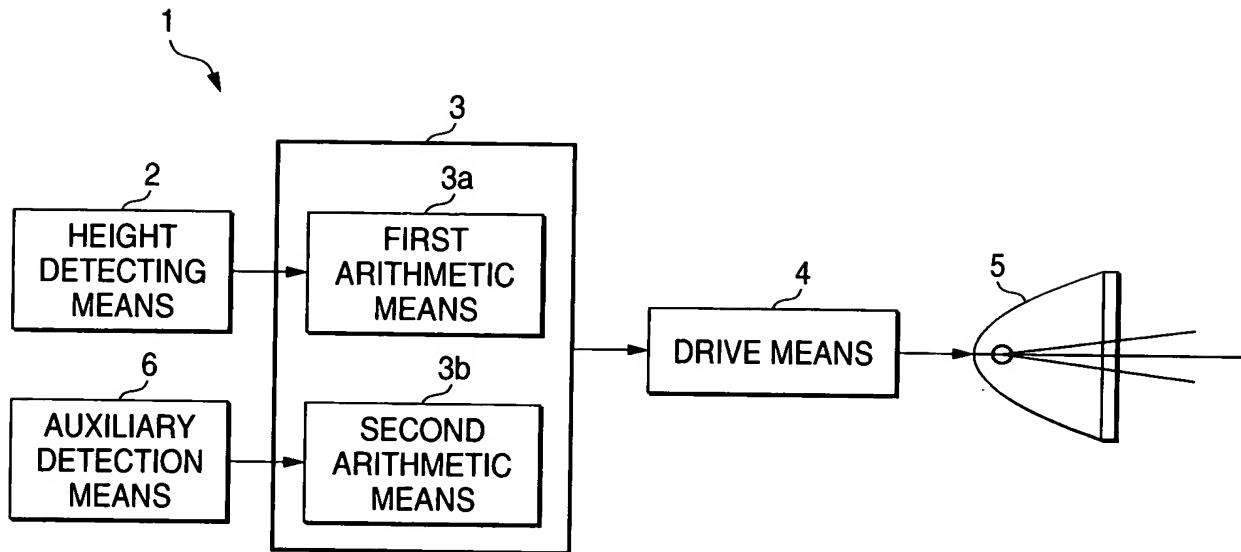 1
3
2
HEIGHT
DETECTING
MEANS
3a
FIRST
ARITHMETIC
MEANS
4
DRIVE MEANS
5
6
AUXILIARY
DETECTION
MEANS
3b
SECOND
ARITHMETIC
MEANS